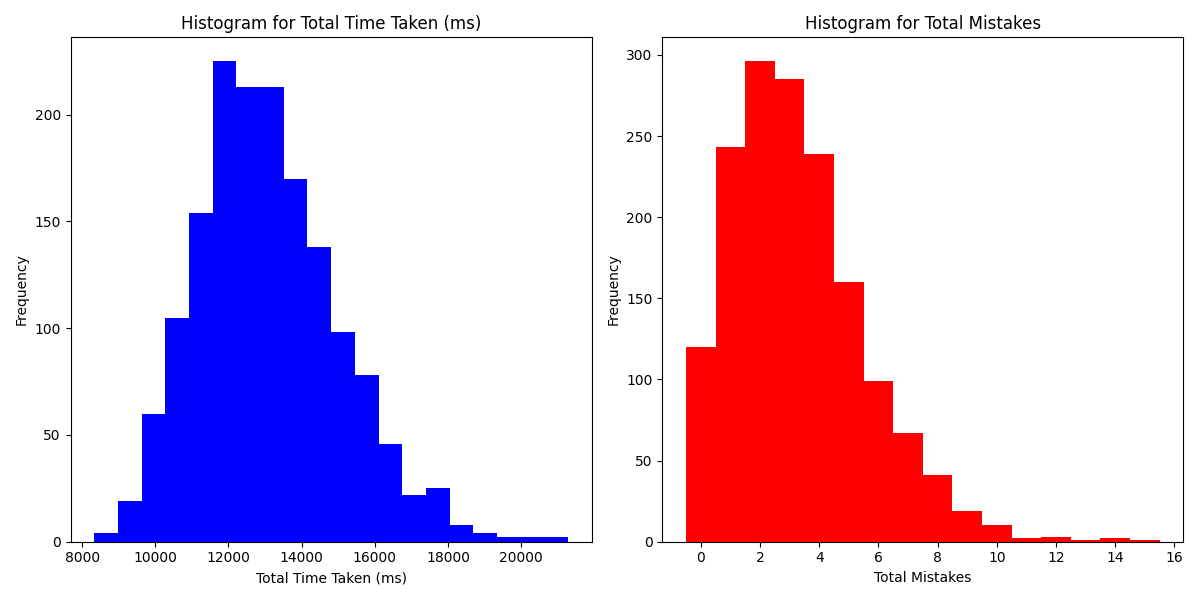 Histogram for Total Time Taken (ms)
Frequency
200
150
100
50
0
8000 10000 12000 14000 16000 18000 20000
Total Time Taken (ms)
Histogram for Total Mistakes
Frequency
300
250
200
150
100
50
0
0 2 4 6 8 10 12 14 16
Total Mistakes